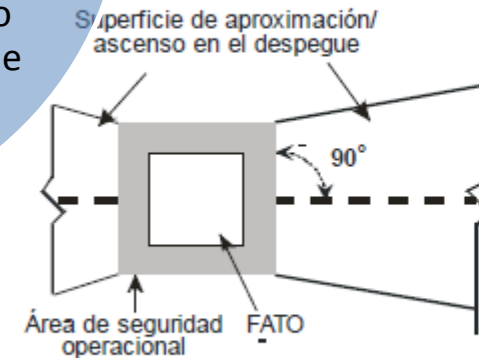 o
e
Superficie de aproximación/
ascenso en el despegue
90°
Área de seguridad
operacional
FATO